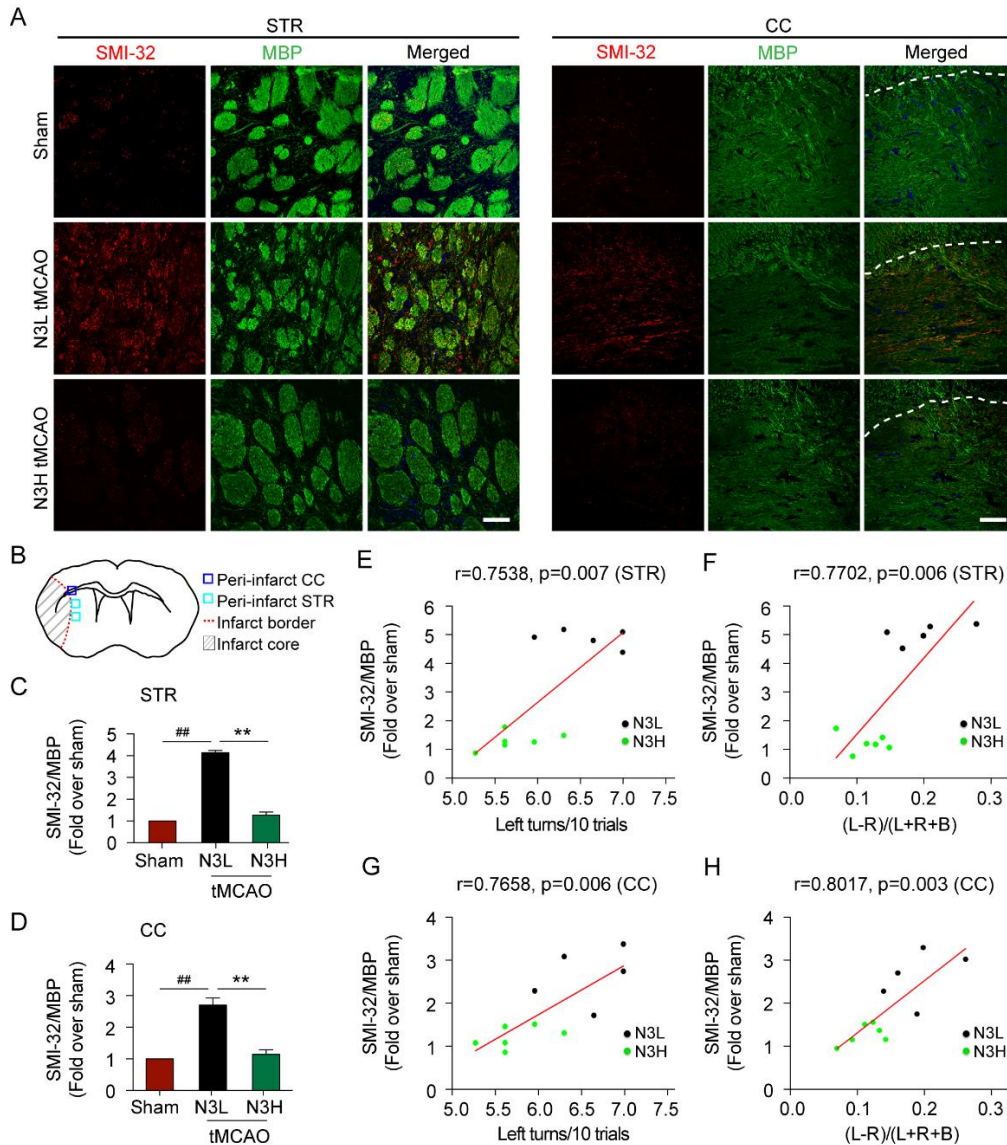 A
STR
CC
SMI-32 MBP Merged
SMI-32 MBP Merged
Sham
N3L tMCAO
N3H tMCAO
B
Peri-infarct CC
Peri-infarct STR
Infarct border
Infarct core
C
STR
SMI-32/MBP
(Fold over sham)
5
4
3
2
1
0
##
**
Sham N3L N3H
tMCAO
D
CC
SMI-32/MBP
(Fold over sham)
4
3
2
1
0
##
**
Sham N3L N3H
tMCAO
E
r=0.7538, p=0.007 (STR)
SMI-32/MBP
(Fold over sham)
6
5
4
3
2
1
0
N3L
N3H
5.0 5.5 6.0 6.5 7.0 7.5
Left turns/10 trials
F
r=0.7702, p=0.006 (STR)
SMI-32/MBP
(Fold over sham)
6
5
4
3
2
1
0
N3L
N3H
0.0 0.1 0.2 0.3
(L-R)/(L+R+B)
G
r=0.7658, p=0.006 (CC)
SMI-32/MBP
(Fold over sham)
4
3
2
1
0
N3L
N3H
5.0 5.5 6.0 6.5 7.0 7.5
Left turns/10 trials
H
r=0.8017, p=0.003 (CC)
SMI-32/MBP
(Fold over sham)
4
3
2
1
0
N3L
N3H
0.0 0.1 0.2 0.3
(L-R)/(L+R+B)